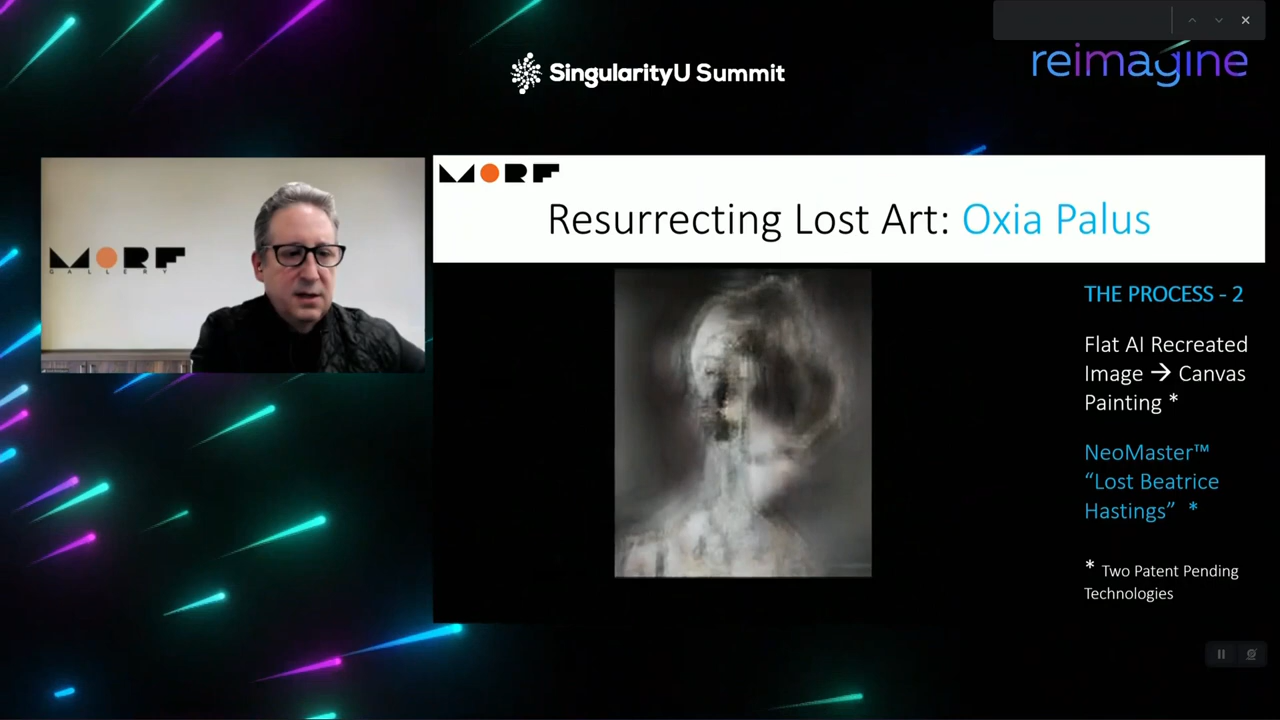 SingularityU Summit
reimagine
MORF
GALLERY
MORF
Resurrecting Lost Art: Oxia Palus
THE PROCESS - 2
Flat AI Recreated
Image → Canvas
Painting *
NeoMaster™
“Lost Beatrice
Hastings” *
* Two Patent Pending
Technologies